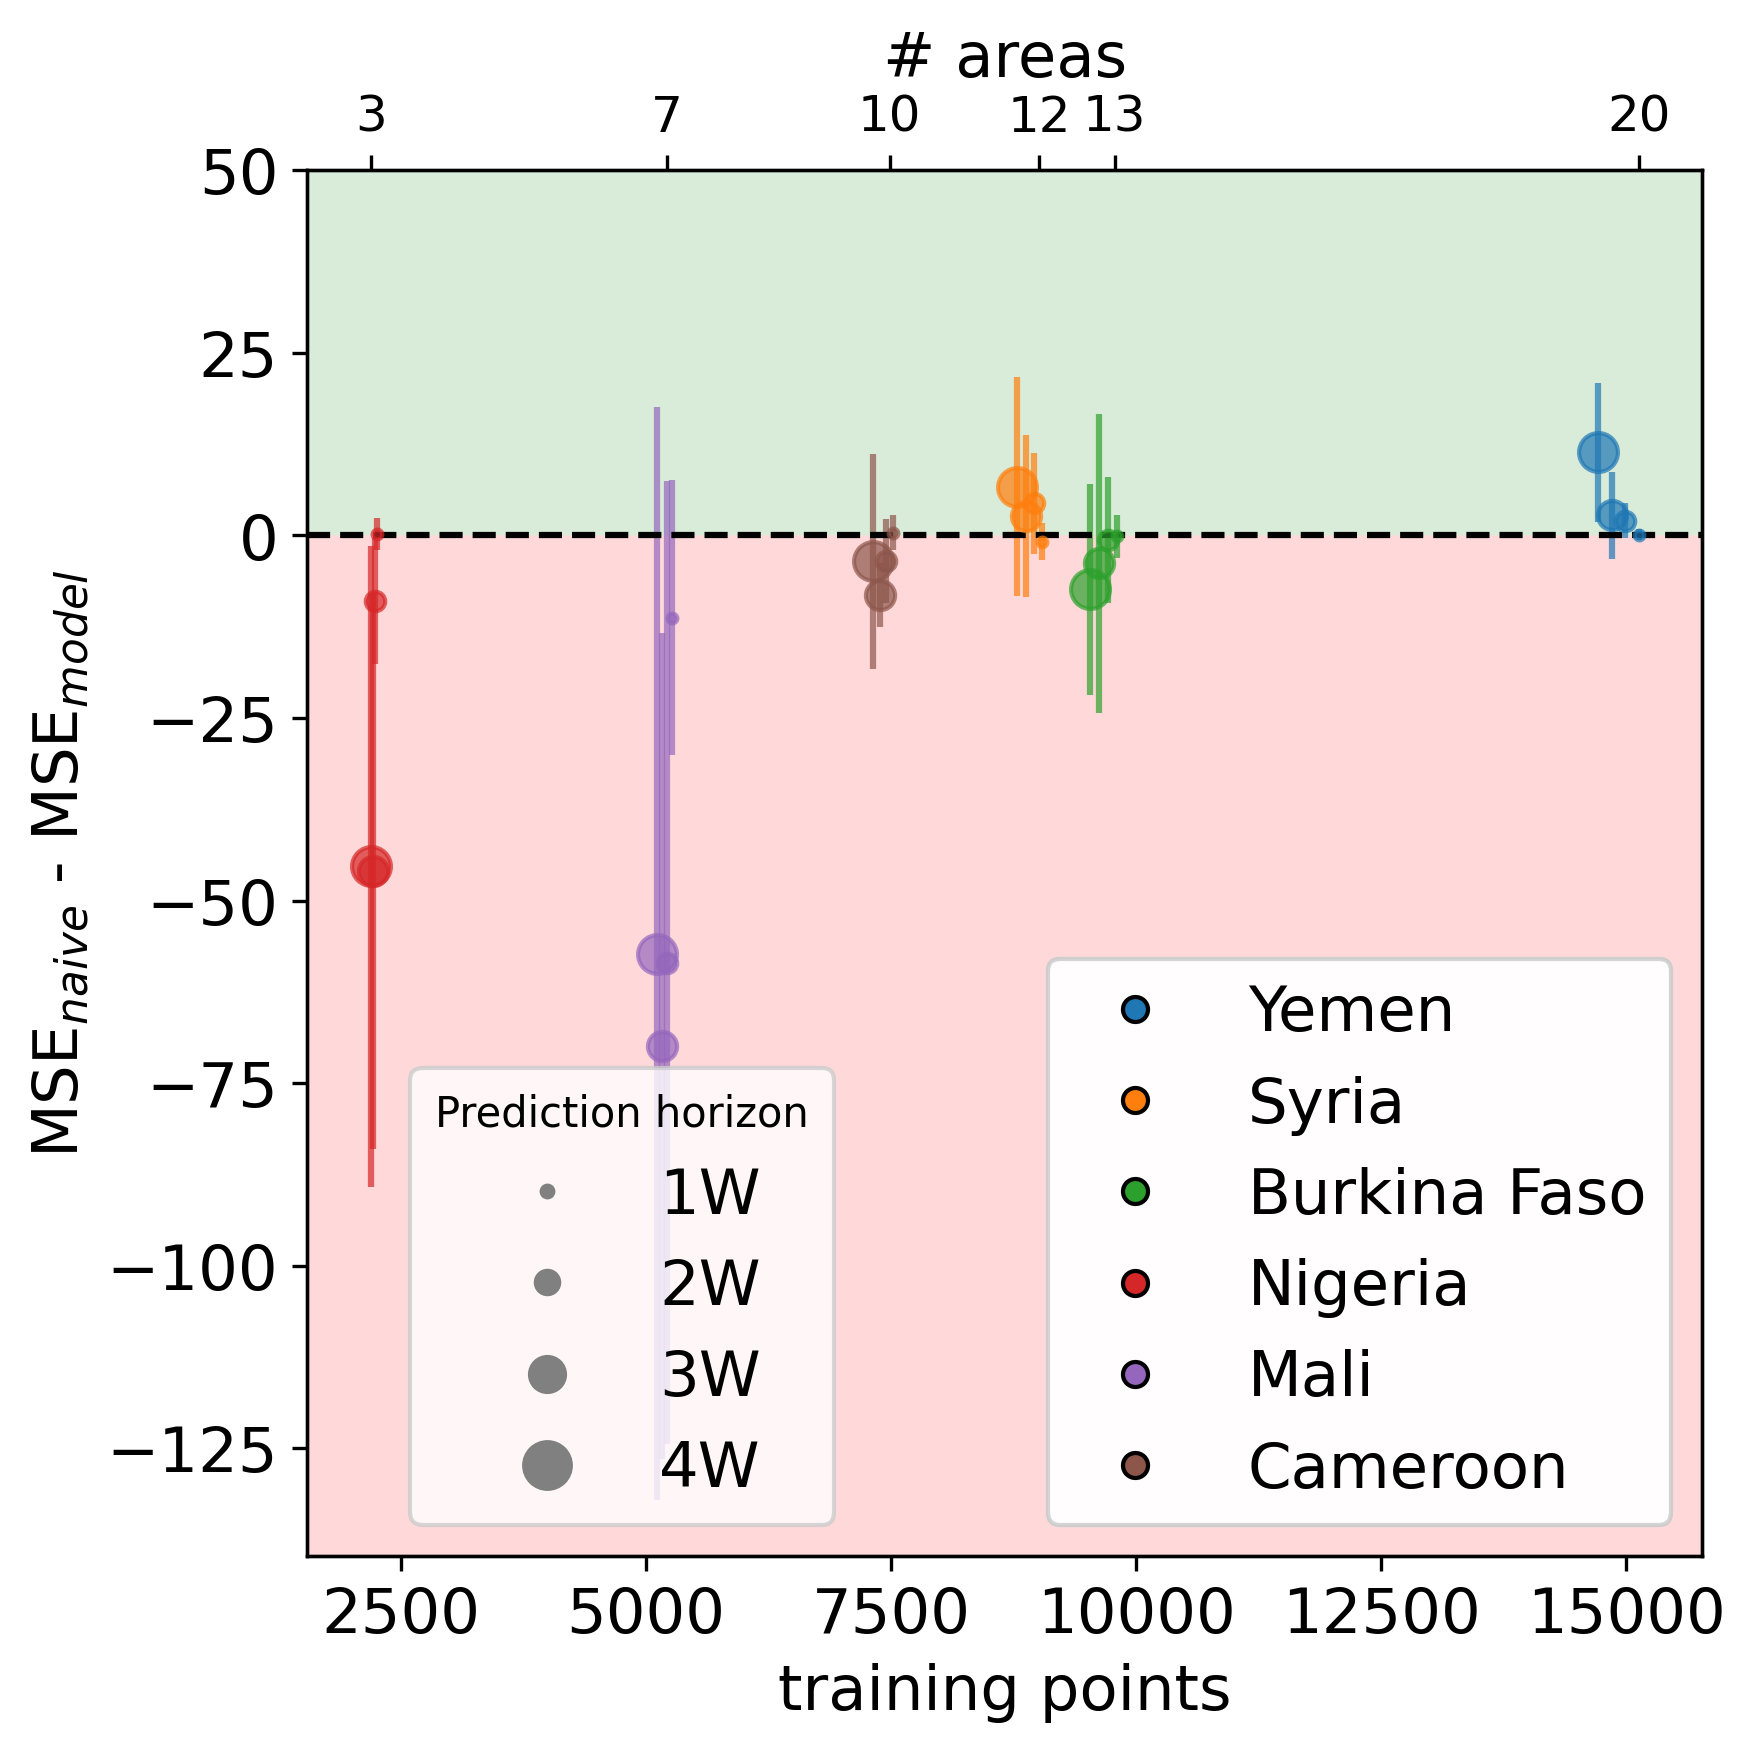 # areas
3 7 10 12 13 20
50
25
0
−25
−50
−75
−100
−125
MSEnaive - MSEmodel
Prediction horizon
1W
2W
3W
4W
Yemen
Syria
Burkina Faso
Nigeria
Mali
Cameroon
2500 5000 7500 10000 12500 15000
training points